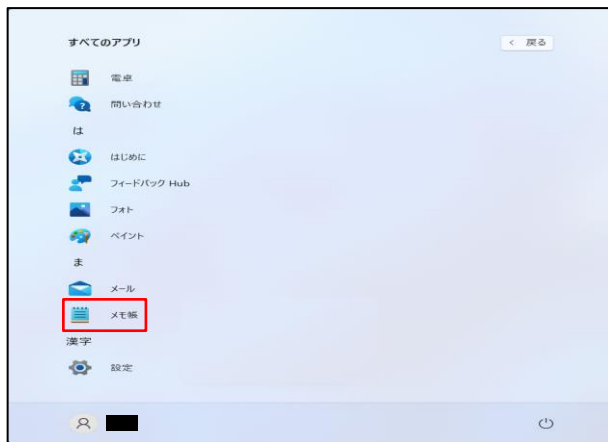 すべてのアプリ
< 戻る
電卓
問い合わせ
は
はじめに
フィードバック Hub
フォト
ペイント
ま
メール
メモ帳
漢字
設定